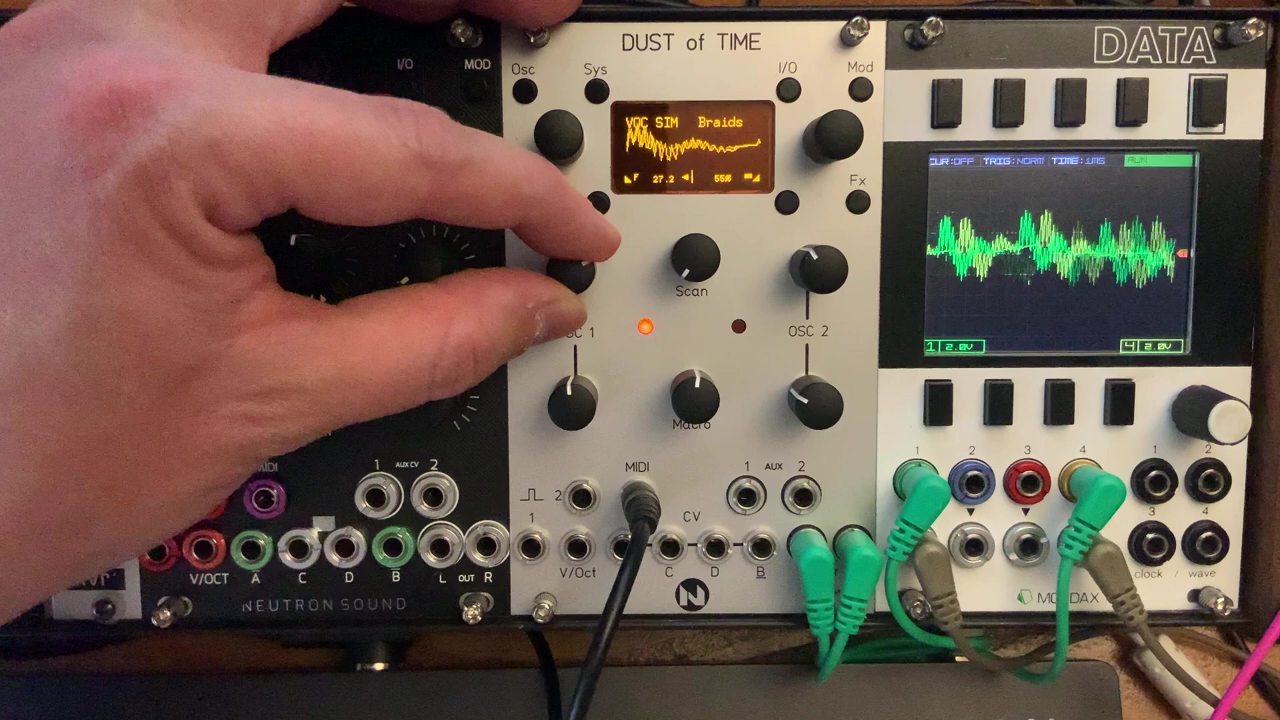 I/O MOD
DUST of TIME
Osc Sys I/O Mod
VOC SIM Braids
F 27.2 55%
Fx
Scan
OSC 2
Macro
MIDI
1 AUX 2
2
1
CV
V/Oct C D B
1 AUX CV 2
V/OCT A C D B L OUT R
NEUTRON SOUND
N
DATA
CUR:OFF TRIG:NORM TIME:1MS RUN
1 2.0V 4 2.0V
1 2 3 4 1 2
3 4
clock / wave